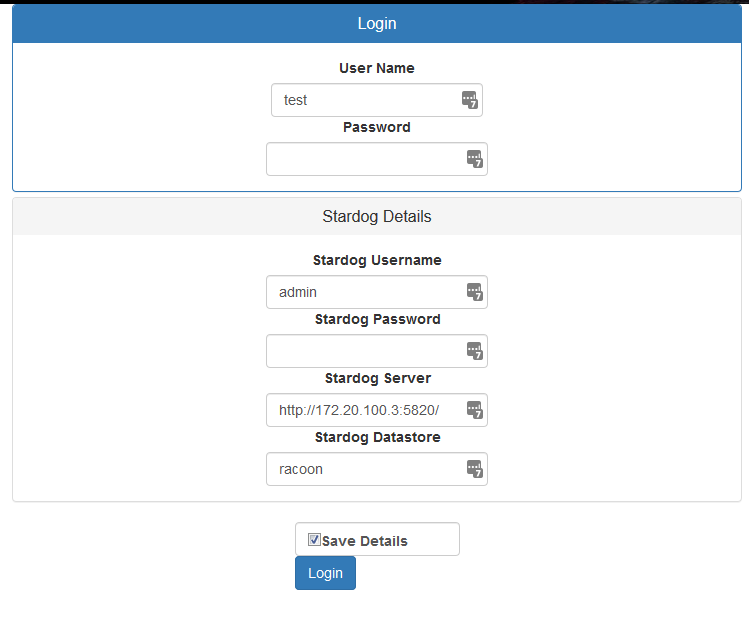 Login
User Name
test
Password
Stardog Details
Stardog Username
admin
Stardog Password
Stardog Server
http://172.20.100.3:5820/
Stardog Datastore
racoon
Save Details
Login